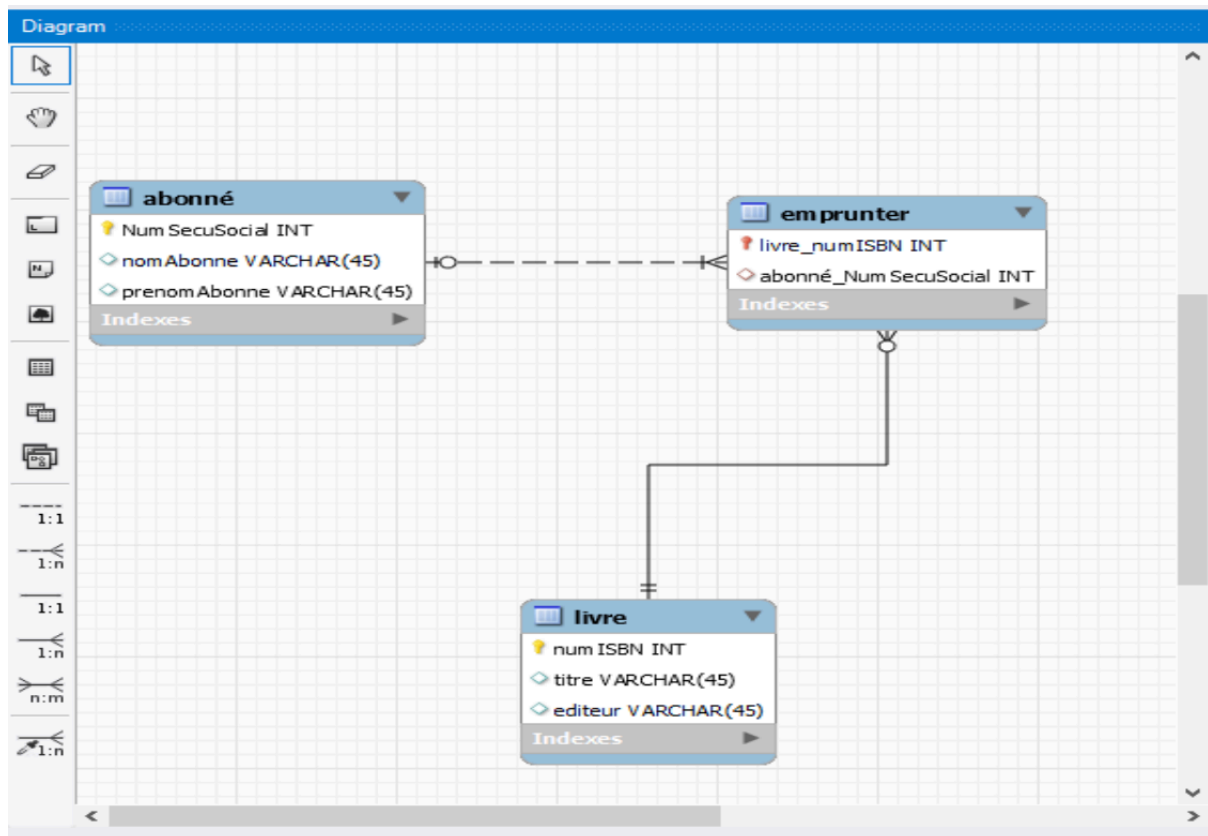 Diagram
abonné
NumSecuSocial INT
nomAbonne VARCHAR(45)
prenomAbonne VARCHAR(45)
Indexes
emprunter
livre_numISBN INT
abonné_NumSecuSocial INT
Indexes
livre
numISBN INT
titre VARCHAR(45)
editeur VARCHAR(45)
Indexes
N
1:1
1:n
1:1
1:n
n:m
1:n